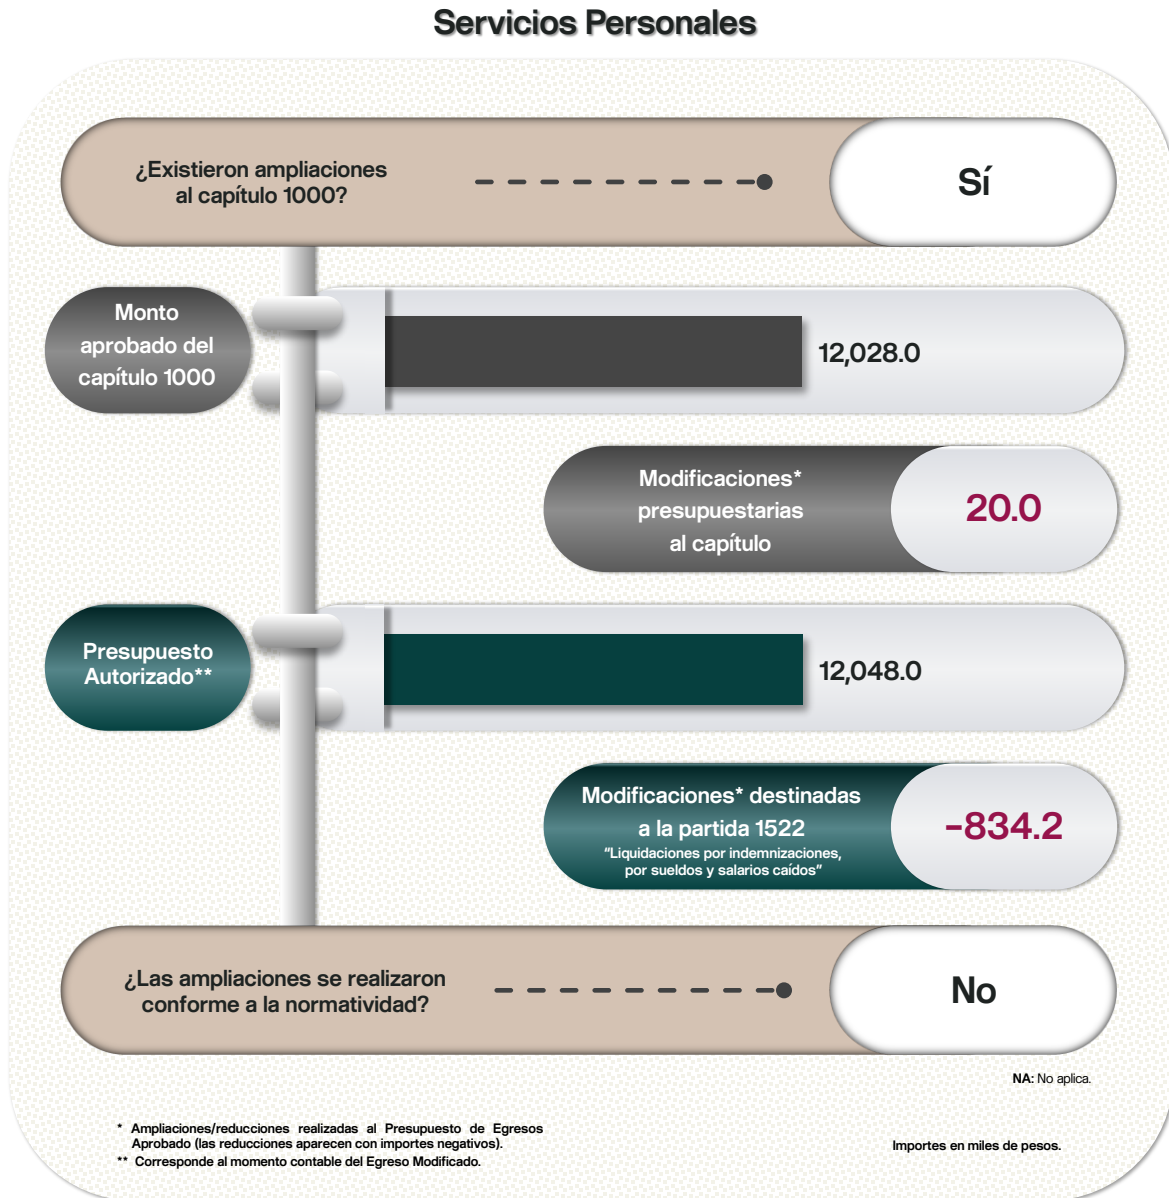 Servicios Personales
¿Existieron ampliaciones
al capítulo 1000?
Sí
Monto
aprobado del
capítulo 1000
12,028.0
Modificaciones*
presupuestarias
al capítulo
20.0
Presupuesto
Autorizado**
12,048.0
Modificaciones* destinadas
a la partida 1522
"Liquidaciones por indemnizaciones,
por sueldos y salarios caídos"
-834.2
¿Las ampliaciones se realizaron
conforme a la normatividad?
No
NA: No aplica.
* Ampliaciones/reducciones realizadas al Presupuesto de Egresos
Aprobado (las reducciones aparecen con importes negativos).
** Corresponde al momento contable del Egreso Modificado.
Importes en miles de pesos.